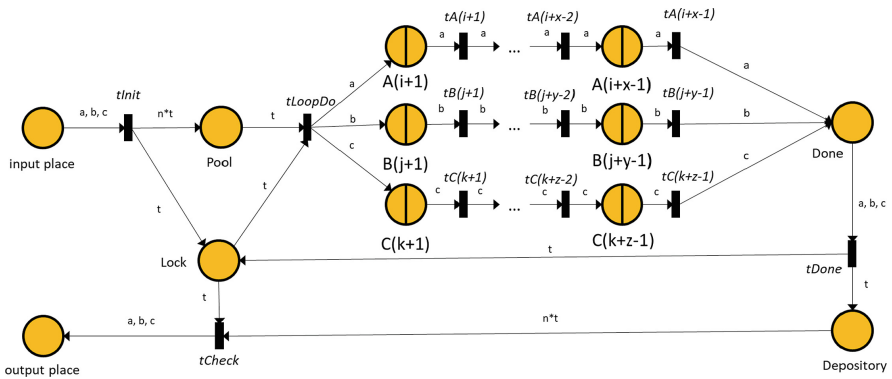 tA(i+1) tA(i+x-2) tA(i+x-1)
a a a a a
a
A(i+1) ... A(i+x-1)
a
tInit tLoopDo tB(j+1) tB(j+y-2) tB(j+y-1)
a, b, c n*t t b b b b b b b
input place Pool B(j+1) ... B(j+y-1) Done
c
tC(k+1) tC(k+z-2) tC(k+z-1)
t t c c c c c c
C(k+1) ... C(k+z-1)
a, b, c
Lock t tDone
t t
a, b, c n*t
output place tCheck Depository